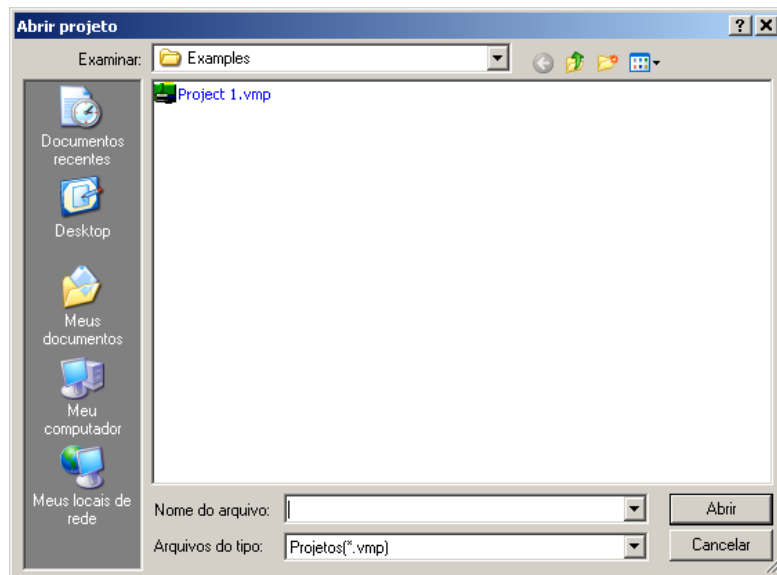 Abrir projeto
Examinar:
Examples
Project 1.vmp
Documentos
recentes
Desktop
Meus
documentos
Meu
computador
Meus locais de
rede
Nome do arquivo:
Abrir
Arquivos do tipo:
Projetos(*.vmp)
Cancelar